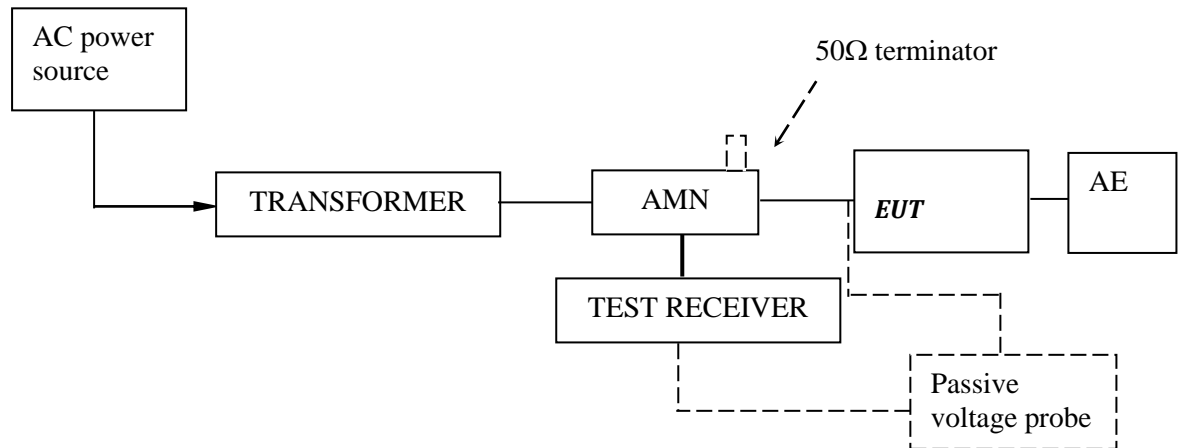 AC power
source
50Ω terminator
TRANSFORMER
AMN
EUT
AE
TEST RECEIVER
Passive
voltage probe